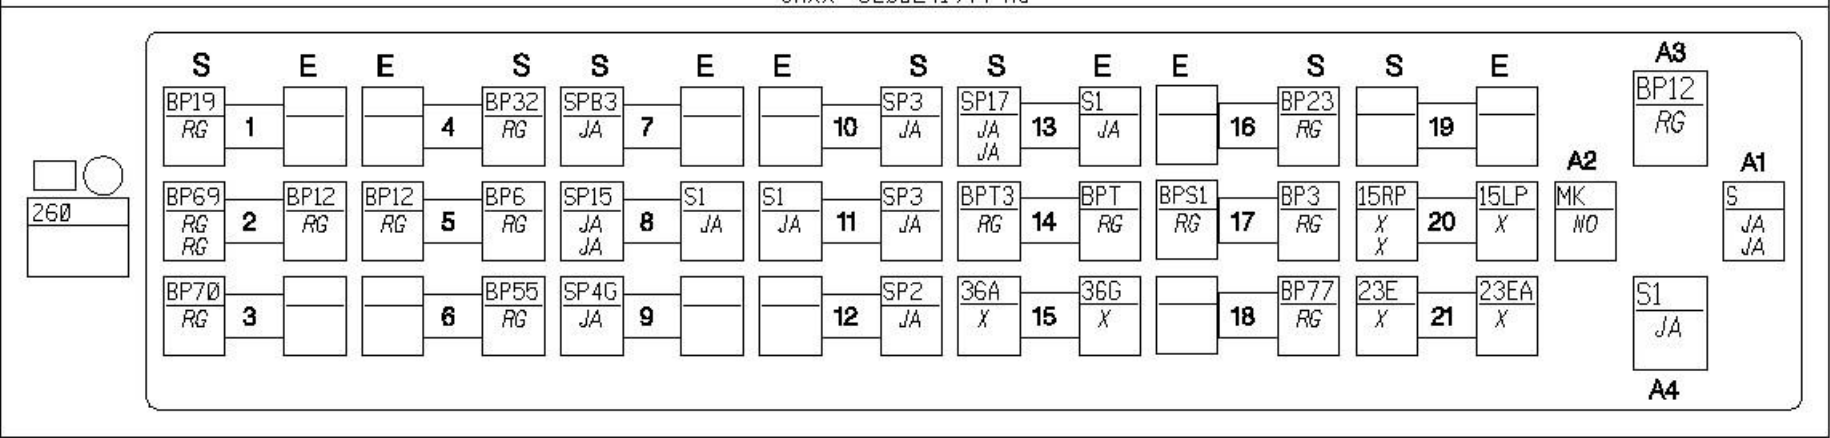 S E E S S E E S S E E S S E A3
BP19 BP32 SPB3 SP3 SP17 S1 BP23 BP12
RG 1 4 RG JA 7 10 JA JA 13 JA 16 RG 19 RG
JA
A2 A1
BP69 BP12 BP12 BP6 SP15 S1 S1 SP3 BPT3 BPT BPS1 BP3 15RP 15LP MK S
RG 2 RG RG 5 RG JA 8 JA JA 11 JA RG 14 RG RG 17 RG X 20 X NO JA
RG JA X JA
260
BP70 BP55 SP4G SP2 36A 36G BP77 23E 23EA S1
RG 3 6 RG JA 9 12 JA X 15 X 18 RG X 21 X JA
A4